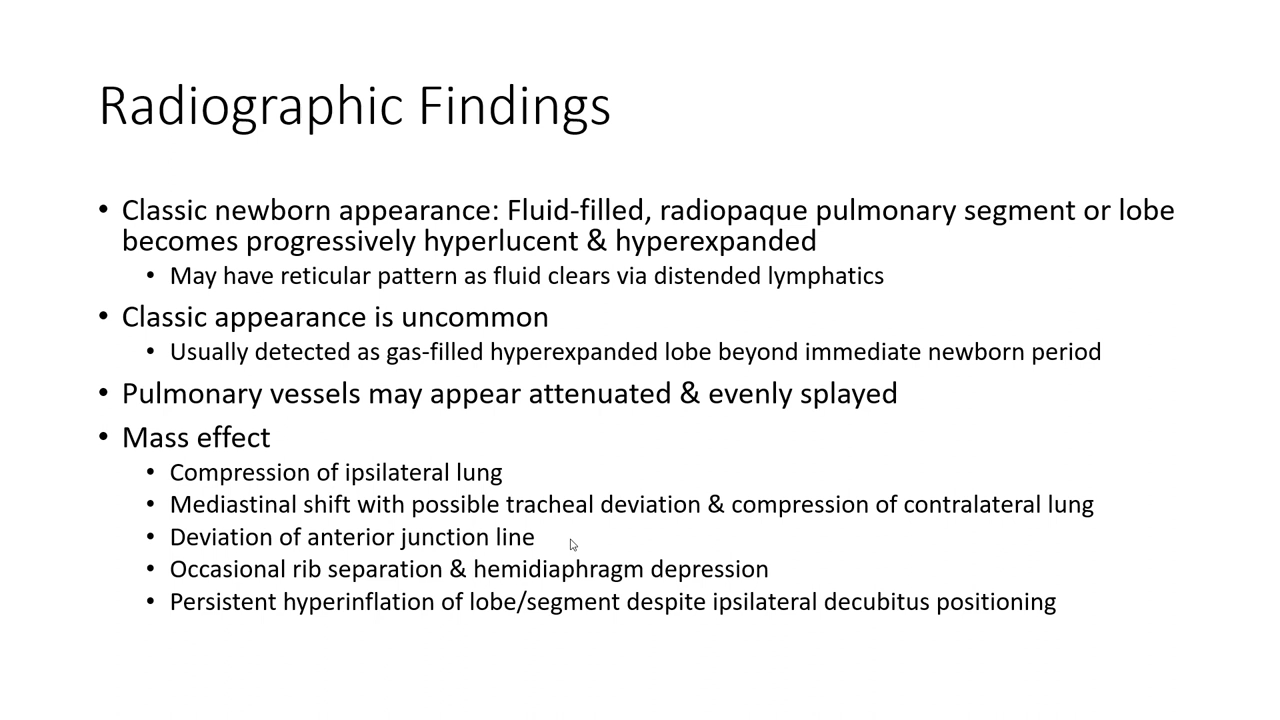 Radiographic Findings
• Classic newborn appearance: Fluid-filled, radiopaque pulmonary segment or lobe
becomes progressively hyperlucent & hyperexpanded
• May have reticular pattern as fluid clears via distended lymphatics
• Classic appearance is uncommon
• Usually detected as gas-filled hyperexpanded lobe beyond immediate newborn period
• Pulmonary vessels may appear attenuated & evenly splayed
• Mass effect
• Compression of ipsilateral lung
• Mediastinal shift with possible tracheal deviation & compression of contralateral lung
• Deviation of anterior junction line
• Occasional rib separation & hemidiaphragm depression
• Persistent hyperinflation of lobe/segment despite ipsilateral decubitus positioning